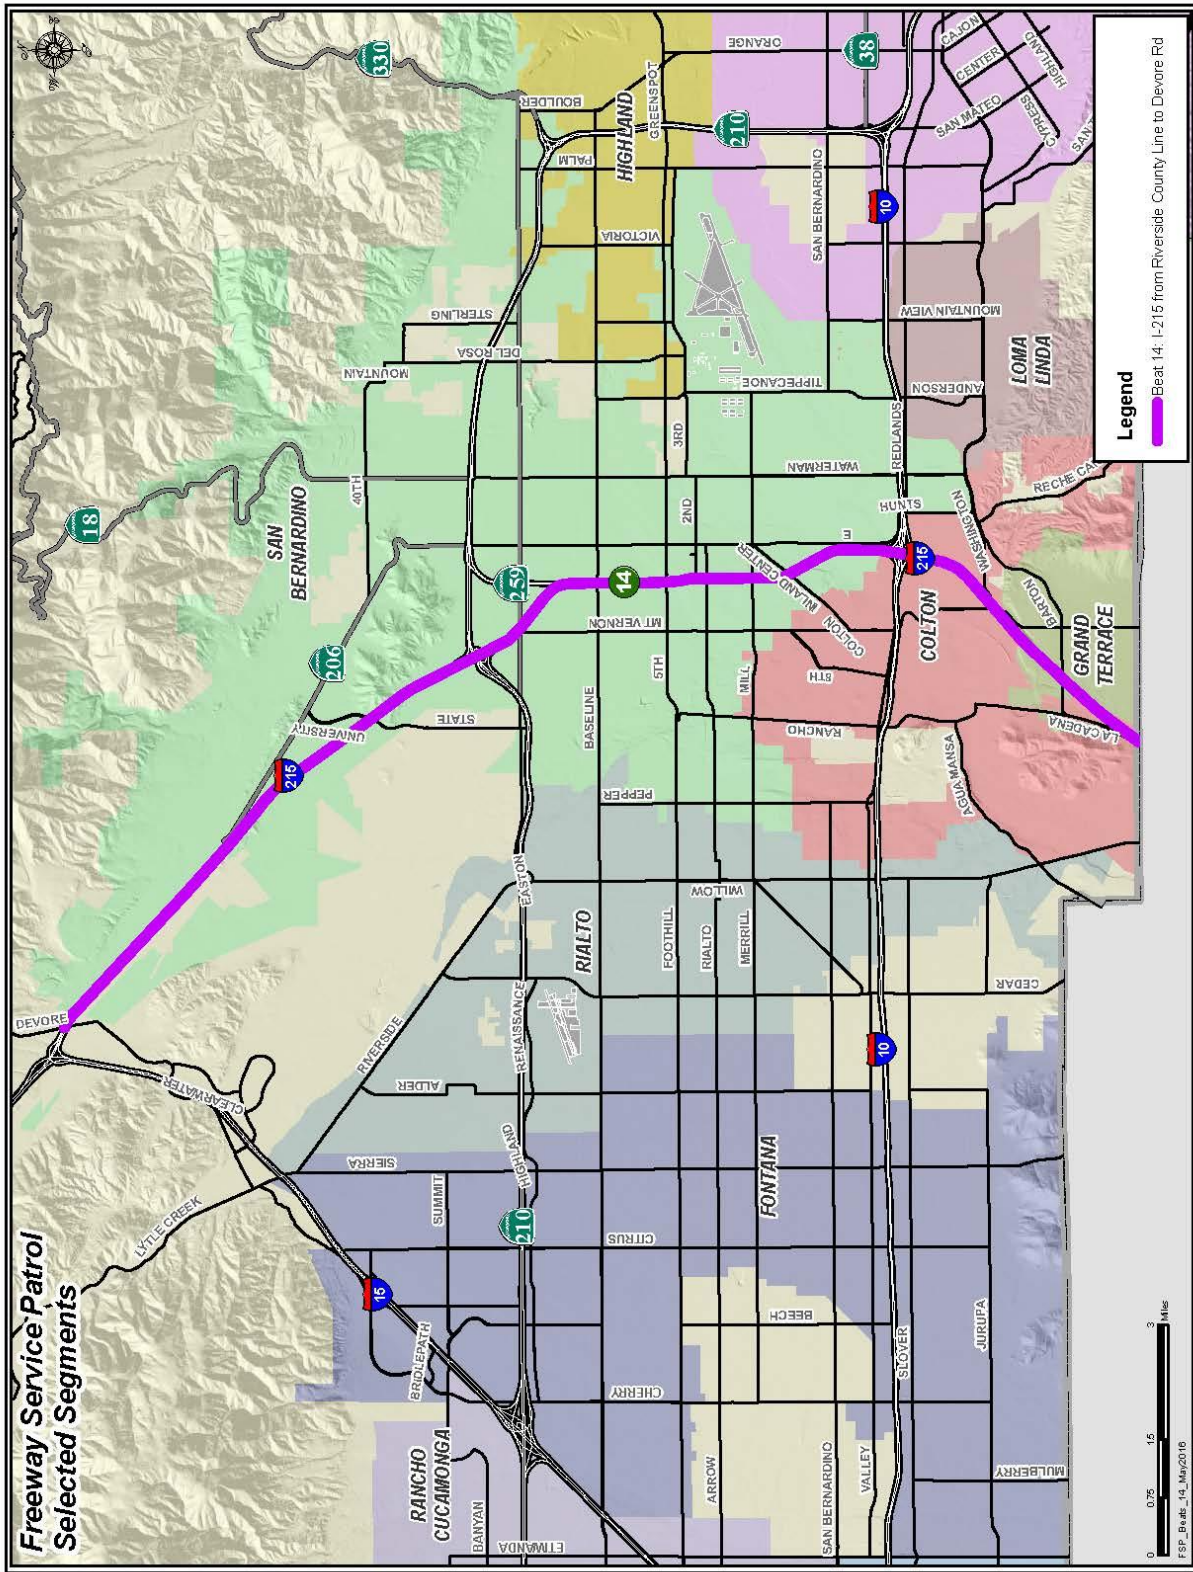 Freeway Service Patrol
Selected Segments
LYTLE CREEK
DEVORE
CLEARWATER
15
BRIDLEPATH
SUMMIT
SIERRA
RIVERSIDE
ALDER
215
UNIVERSITY
STATE
206
SAN
BERNARDINO
18
40TH
MOUNTAIN
DEL ROSA
STERLING
330
BOULDER
RANCHO
CUCAMONGA
BANYAN
ETIWANDA
210
HIGHLAND
RENAISSANCE
EASTON
259
PALM
HIGHLAND
GREENSPOT
ORANGE
CHERRY
CITRUS
RIALTO
BASELINE
PEPPER
MT VERNON
14
VICTORIA
210
FOOTHILL
5TH
2ND
3RD
ARROW
RIALTO
MERRILL
WILLOW
MILL
INLAND CENTER
COLTON
8TH
RANCHO
E
WATERMAN
TIPPECANOE
SAN BERNARDINO
38
BEECH
FONTANA
SAN BERNARDINO
VALLEY
10
10
SLOVER
CEDAR
AGUA MANSA
COLTON
215
HUNTS
REDLANDS
ANDERSON
MOUNTAIN VIEW
SAN MATEO
CAJON
CENTER
HIGHLAND
CYPRESS
JURUPA
MULBERRY
LA CADENA
GRAND
TERRACE
BARTON
WASHINGTON
RECHE CA
LOMA
LINDA
Legend
Beat 14: I-215 from Riverside County Line to Devore Rd
0 0.75 1.5 3
Miles
FSP_Beats_14_May2016